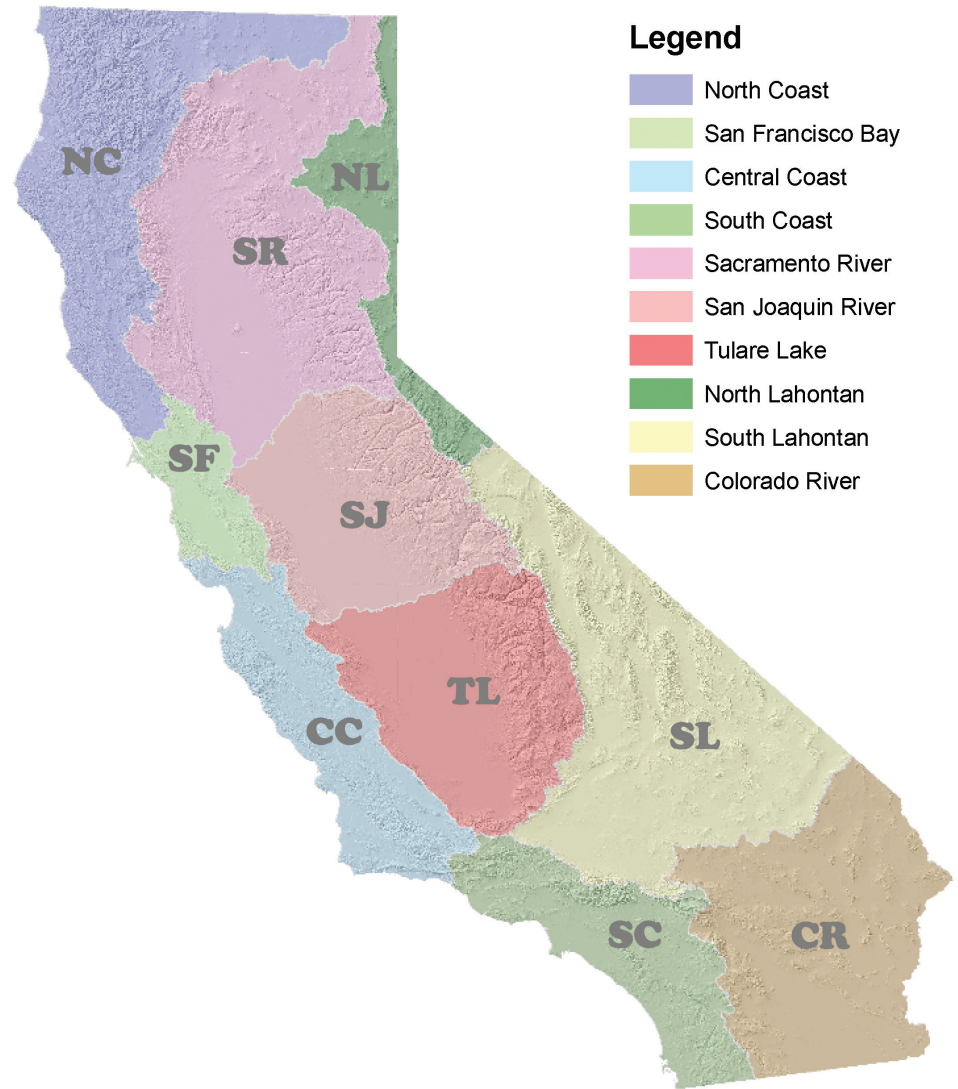 Legend
North Coast
San Francisco Bay
Central Coast
South Coast
Sacramento River
San Joaquin River
Tulare Lake
North Lahontan
South Lahontan
Colorado River
NC
NL
SR
SF
SJ
TL
CC
SL
SC
CR